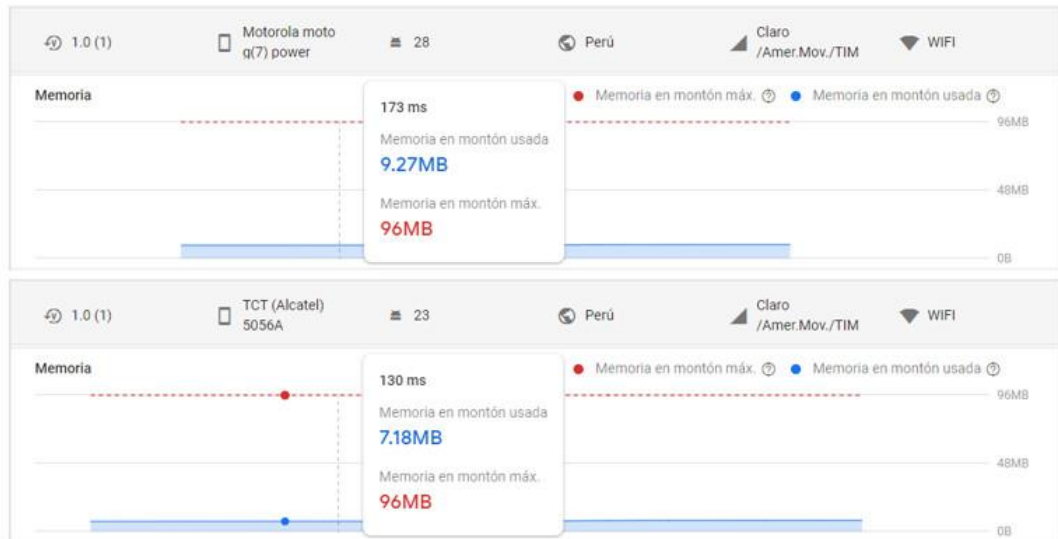 1.0 (1)
Motorola moto
g(7) power
28
Perú
Claro
/Amer.Mov./TIM
WIFI
Memoria
173 ms
Memoria en montón usada
9.27MB
Memoria en montón máx.
96MB
Memoria en montón máx.
Memoria en montón usada
96MB
48MB
0B
1.0 (1)
TCT (Alcatel)
5056A
23
Perú
Claro
/Amer.Mov./TIM
WIFI
Memoria
130 ms
Memoria en montón usada
7.18MB
Memoria en montón máx.
96MB
Memoria en montón máx.
Memoria en montón usada
96MB
48MB
0B